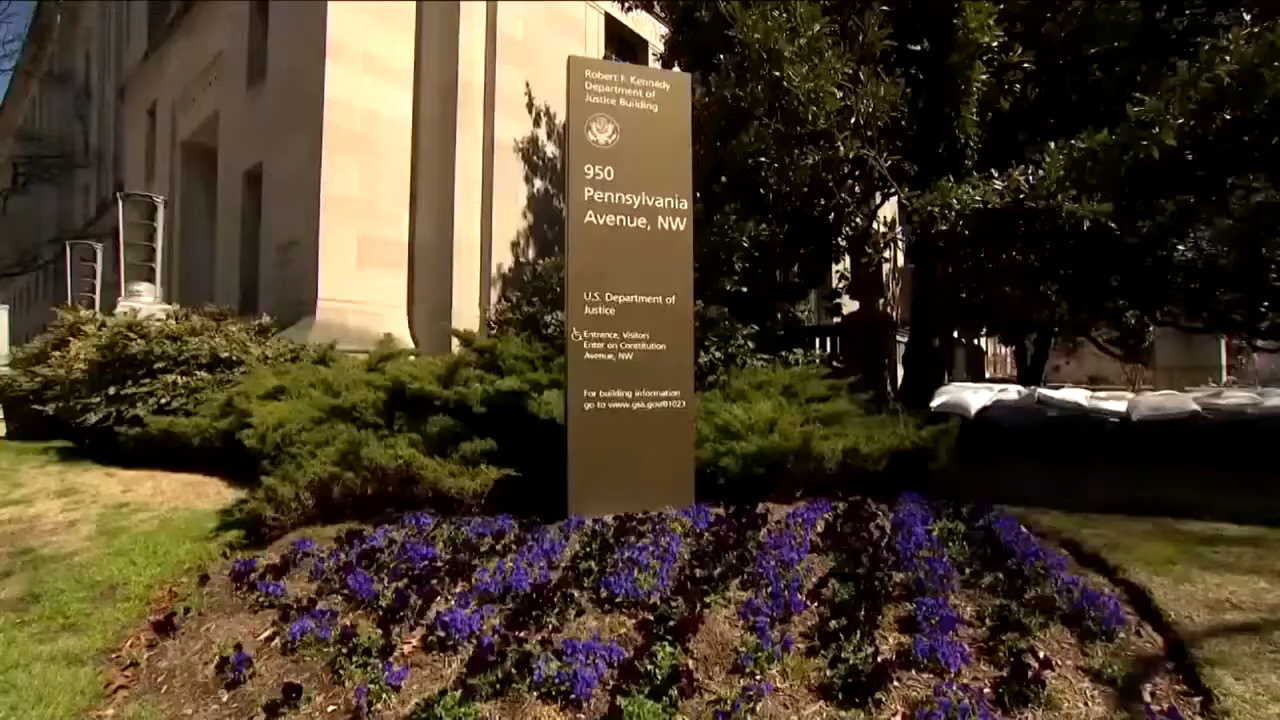 Robert F. Kennedy
Department of
Justice Building
950
Pennsylvania
Avenue, NW
U.S. Department of
Justice
Entrance, Visitors
Enter on Constitution
Avenue, NW
For building information
go to www.gsa.gov/01023